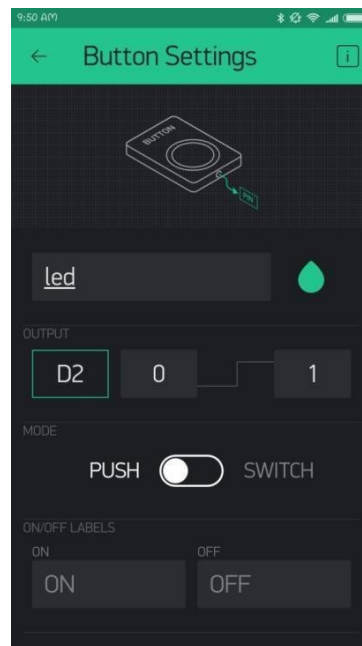 9:50 AM
Button Settings
i
BUTTON
PIN
led
OUTPUT
D2 0 1
MODE
PUSH SWITCH
ON/OFF LABELS
ON OFF
ON OFF